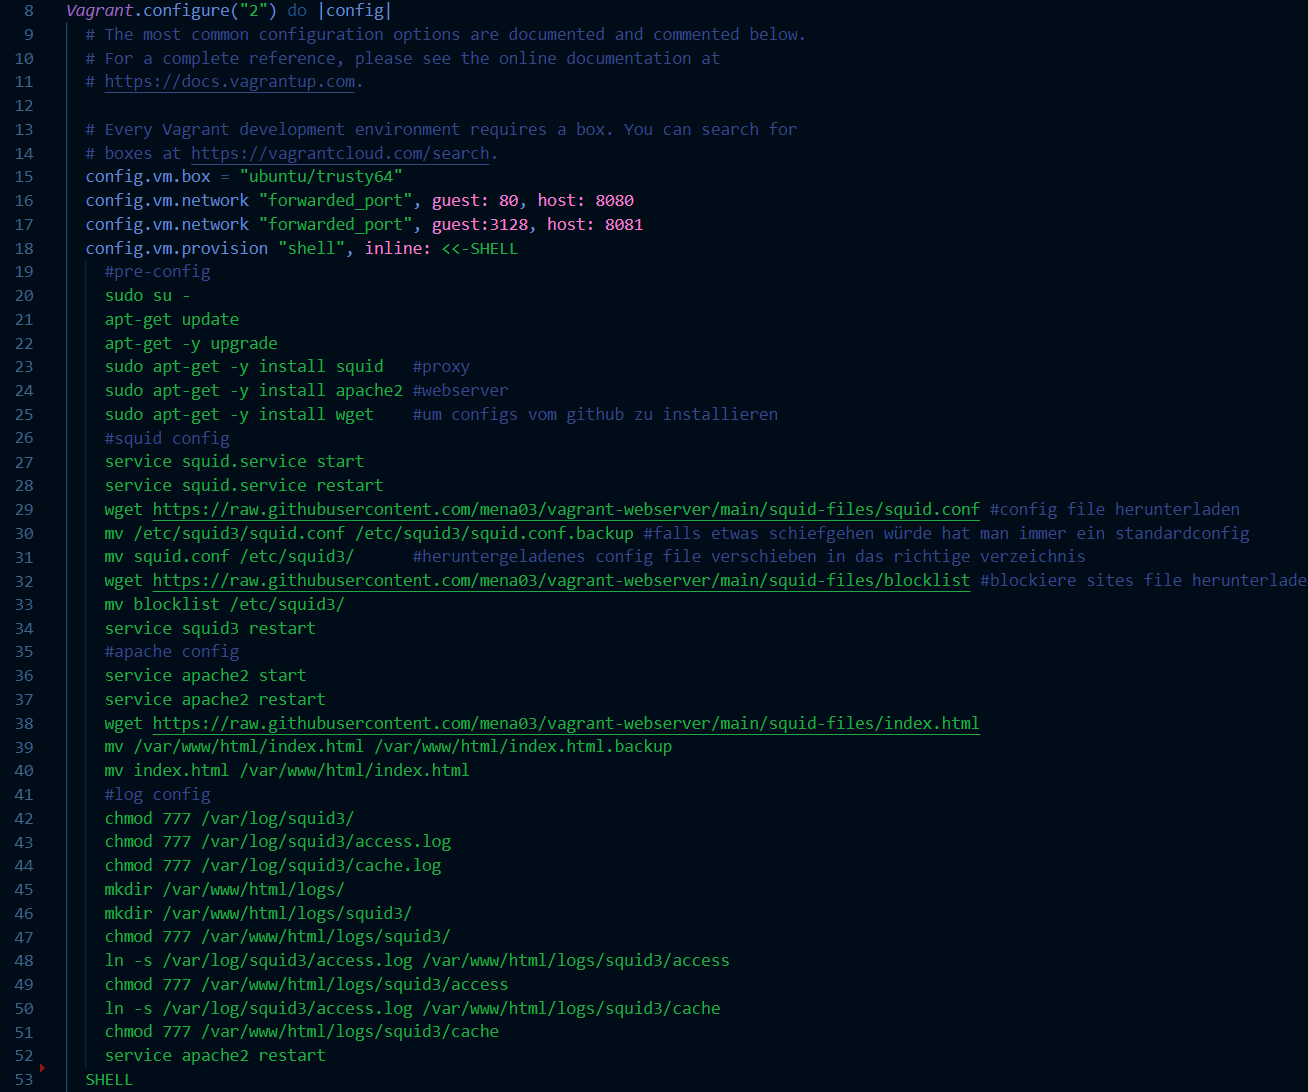 8 Vagrant.configure("2") do |config|
9 # The most common configuration options are documented and commented below.
10 # For a complete reference, please see the online documentation at
11 # https://docs.vagrantup.com.
12
13 # Every Vagrant development environment requires a box. You can search for
14 # boxes at https://vagrantcloud.com/search.
15 config.vm.box = "ubuntu/trusty64"
16 config.vm.network "forwarded_port", guest: 80, host: 8080
17 config.vm.network "forwarded_port", guest:3128, host: 8081
18 config.vm.provision "shell", inline: <<-SHELL
19 #pre-config
20 sudo su -
21 apt-get update
22 apt-get -y upgrade
23 sudo apt-get -y install squid #proxy
24 sudo apt-get -y install apache2 #webserver
25 sudo apt-get -y install wget #um configs vom github zu installieren
26 #squid config
27 service squid.service start
28 service squid.service restart
29 wget https://raw.githubusercontent.com/mena03/vagrant-webserver/main/squid-files/squid.conf #config file herunterladen
30 mv /etc/squid3/squid.conf /etc/squid3/squid.conf.backup #falls etwas schiefgehen würde hat man immer ein standardconfig
31 mv squid.conf /etc/squid3/ #heruntergeladenes config file verschieben in das richtige verzeichnis
32 wget https://raw.githubusercontent.com/mena03/vagrant-webserver/main/squid-files/blocklist #blockiere sites file herunterlade
33 mv blocklist /etc/squid3/
34 service squid3 restart
35 #apache config
36 service apache2 start
37 service apache2 restart
38 wget https://raw.githubusercontent.com/mena03/vagrant-webserver/main/squid-files/index.html
39 mv /var/www/html/index.html /var/www/html/index.html.backup
40 mv index.html /var/www/html/index.html
41 #log config
42 chmod 777 /var/log/squid3/
43 chmod 777 /var/log/squid3/access.log
44 chmod 777 /var/log/squid3/cache.log
45 mkdir /var/www/html/logs/
46 mkdir /var/www/html/logs/squid3/
47 chmod 777 /var/www/html/logs/squid3/
48 ln -s /var/log/squid3/access.log /var/www/html/logs/squid3/access
49 chmod 777 /var/www/html/logs/squid3/access
50 ln -s /var/log/squid3/access.log /var/www/html/logs/squid3/cache
51 chmod 777 /var/www/html/logs/squid3/cache
52 service apache2 restart
53 SHELL